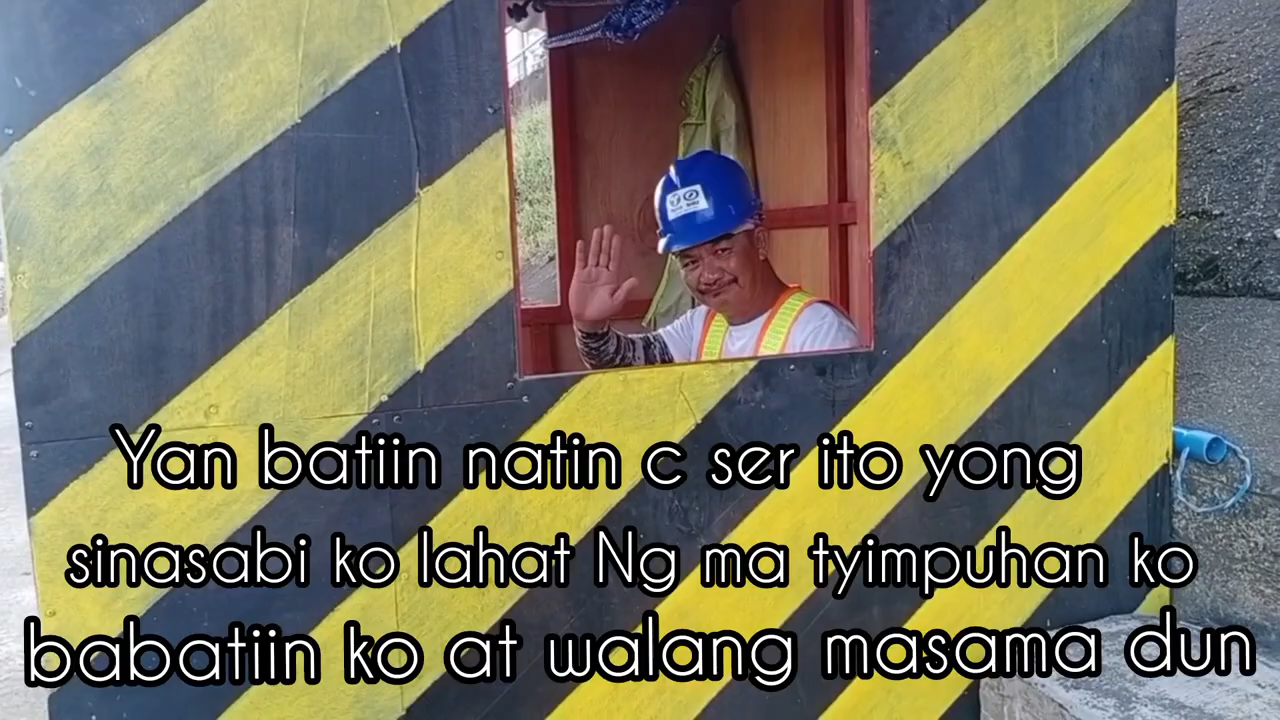 Yan batiin natin c ser ito yong
sinasabi ko lahat Ng ma tyimpuhan ko
babatiin ko at walang masama dun